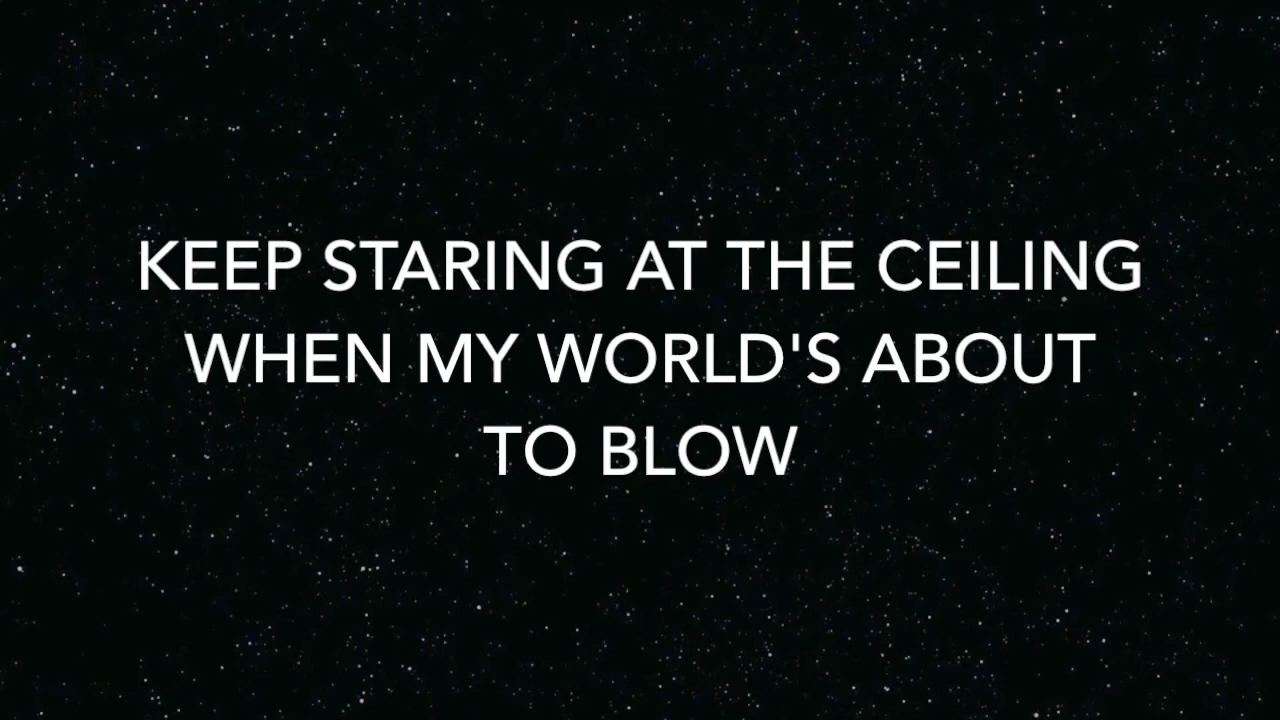 KEEP STARING AT THE CEILING
WHEN MY WORLD'S ABOUT
TO BLOW